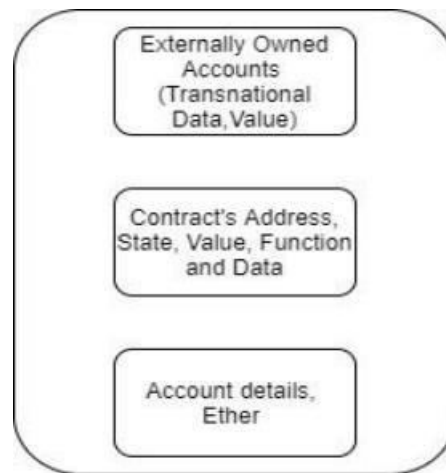 Externally Owned
Accounts
(Transnational
Data,Value)
Contract's Address,
State, Value, Function
and Data
Account details,
Ether